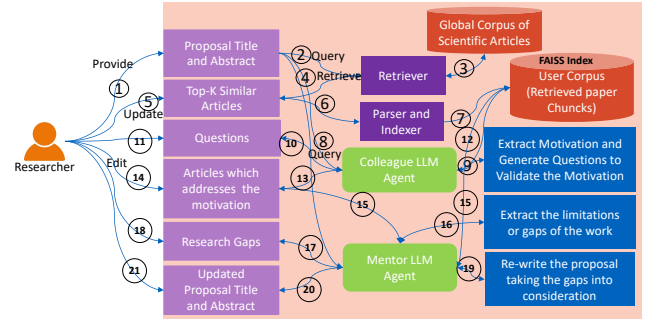 Global Corpus of
Scientific Articles
Proposal Title
and Abstract
2
Query
Provide
4
Retrieve
Retriever
3
FAISS Index
User Corpus
(Retrieved paper
Chuncks)
1
5
Update
Top-K Similar
Articles
6
Parser and
Indexer
7
Researcher
11
Questions
10
8
Query
12
Colleague LLM
Agent
9
Extract Motivation and
Generate Questions to
Validate the Motivation
Edit
14
Articles which
addresses the
motivation
13
15
15
18
Research Gaps
17
16
Extract the limitations
or gaps of the work
21
Updated
Proposal Title
and Abstract
20
Mentor LLM
Agent
19
Re-write the proposal
taking the gaps into
consideration